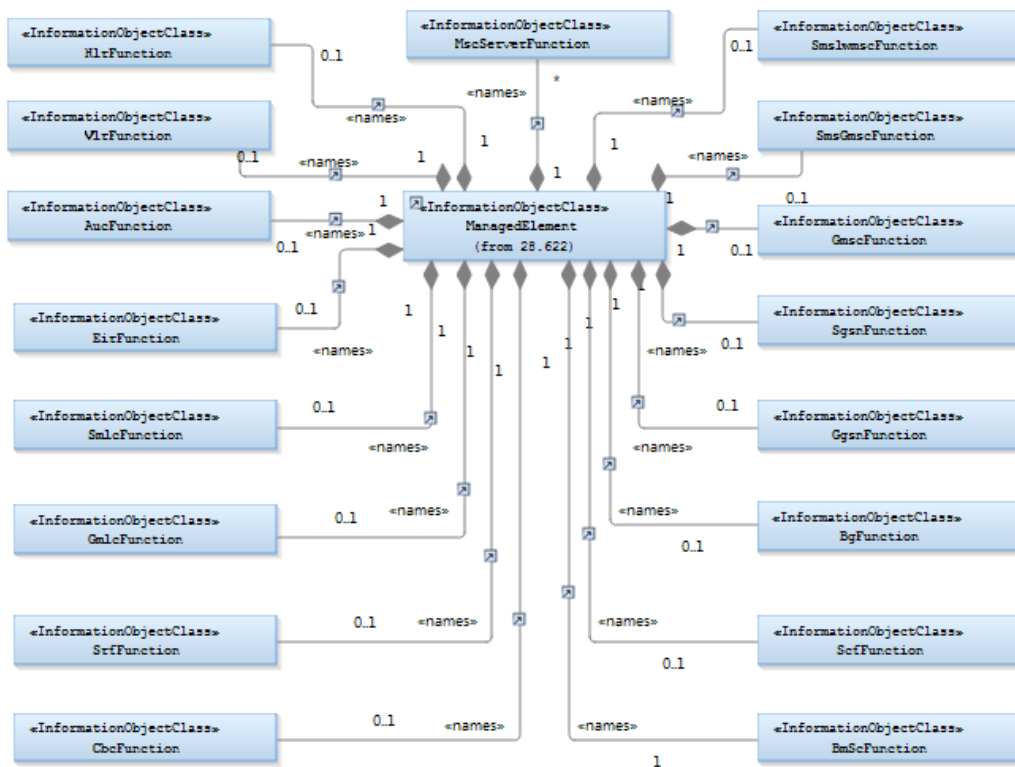 «InformationObjectClass»
HlrFunction
0..1
«names»
1
«InformationObjectClass»
MscServerFunction
*
«names»
1
«InformationObjectClass»
SmsIwmscFunction
0..1
«names»
1
«InformationObjectClass»
VlrFunction
0..1
«names»
1
«InformationObjectClass»
SmsGmscFunction
0..1
«names»
1
«InformationObjectClass»
AucFunction
0..1
«names»
1
«InformationObjectClass»
ManagedElement
(from 28.622)
«InformationObjectClass»
GmscFunction
0..1
1
«InformationObjectClass»
EirFunction
0..1
«names»
1
«InformationObjectClass»
SgsnFunction
0..1
«names»
1
«InformationObjectClass»
SmlcFunction
0..1
«names»
1
«InformationObjectClass»
GgsnFunction
0..1
«names»
1
«InformationObjectClass»
GmlcFunction
0..1
«names»
1
«InformationObjectClass»
BgFunction
0..1
«names»
1
«InformationObjectClass»
SrfFunction
0..1
«names»
1
«InformationObjectClass»
ScfFunction
0..1
«names»
1
«InformationObjectClass»
CbcFunction
0..1
«names»
1
«InformationObjectClass»
BmScFunction
1
«names»
1